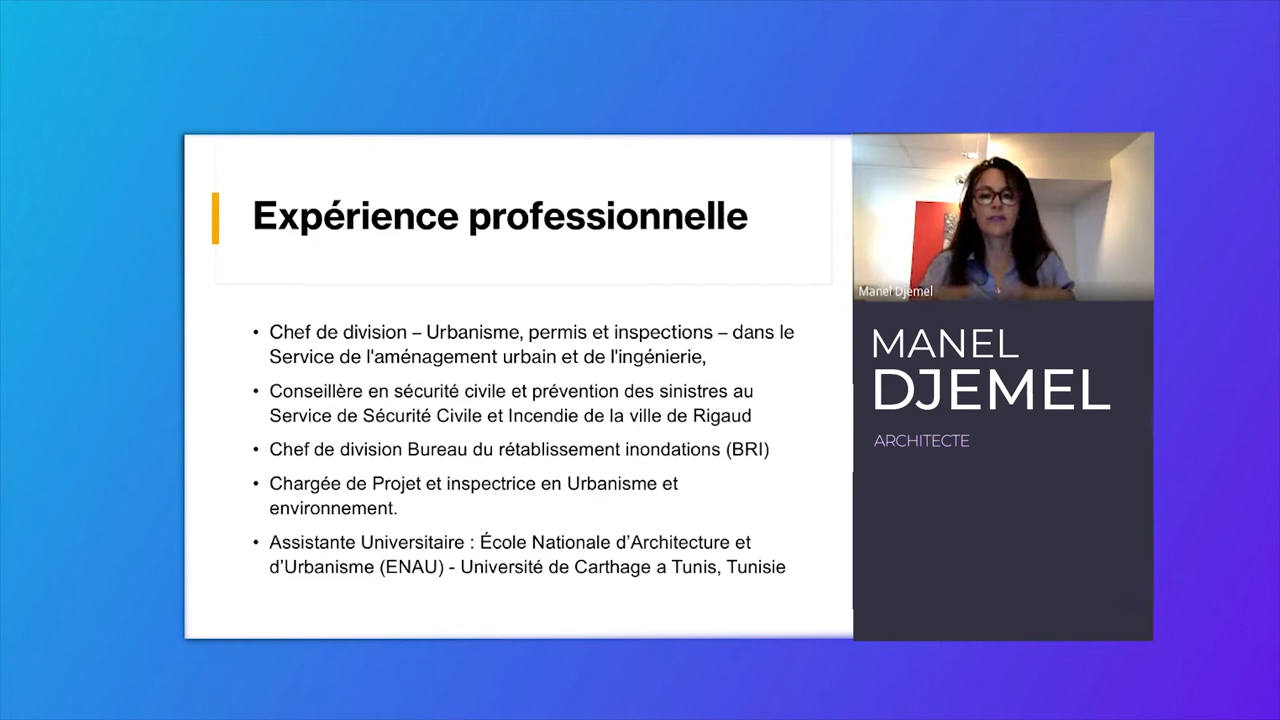 Expérience professionnelle
• Chef de division – Urbanisme, permis et inspections – dans le
Service de l'aménagement urbain et de l'ingénierie,
• Conseillère en sécurité civile et prévention des sinistres au
Service de Sécurité Civile et Incendie de la ville de Rigaud
• Chef de division Bureau du rétablissement inondations (BRI)
• Chargée de Projet et inspectrice en Urbanisme et
environnement.
• Assistante Universitaire : École Nationale d’Architecture et
d’Urbanisme (ENAU) - Université de Carthage a Tunis, Tunisie
Manel Djemel
MANEL
DJEMEL
ARCHITECTE